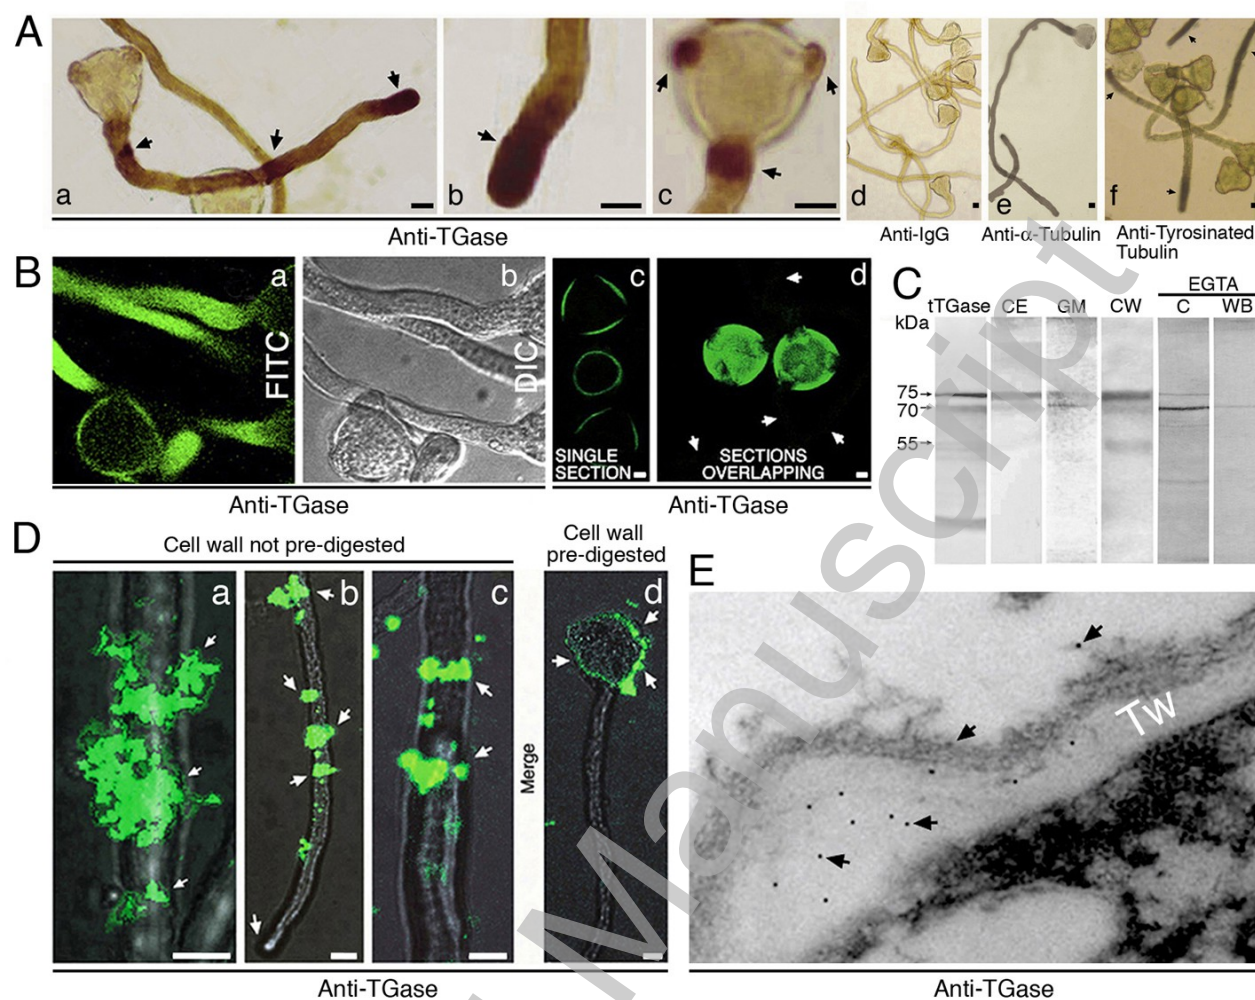 A
a
b
c
d
e
f
Anti-TGase
Anti-IgG
Anti-α-Tubulin
Anti-Tyrosinated
Tubulin
B
a
FITC
b
DIC
c
SINGLE
SECTION
d
SECTIONS
OVERLAPPING
Anti-TGase
Anti-TGase
C
EGTA
tTGase CE GM CW C WB
kDa
75
70
55
D
Cell wall not pre-digested
Cell wall
pre-digested
a
b
c
Merge
d
Anti-TGase
E
Tw
Anti-TGase
Manuscript